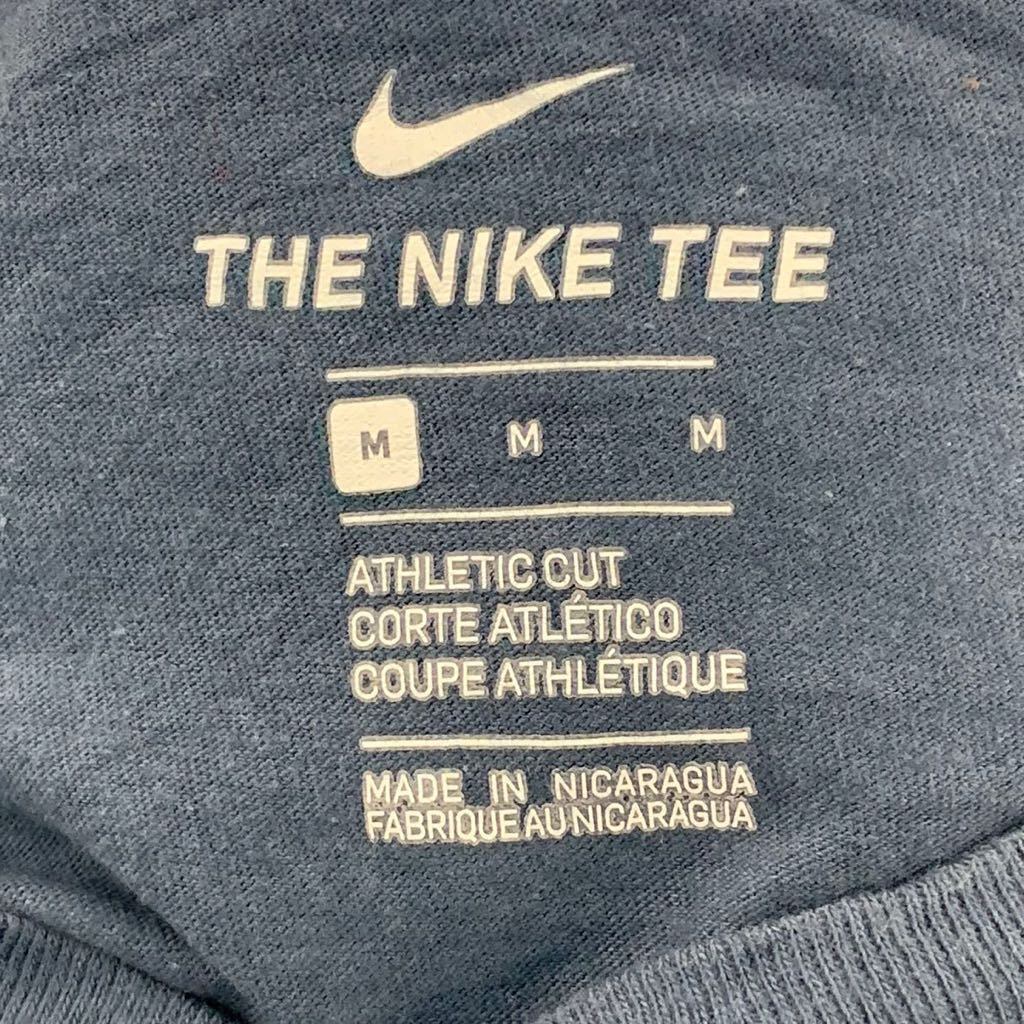 THE NIKE TEE
M M M
ATHLETIC CUT
CORTE ATLÉTICO
COUPE ATHLÉTIQUE
MADE IN NICARAGUA
FABRIQUE AU NICARAGUA